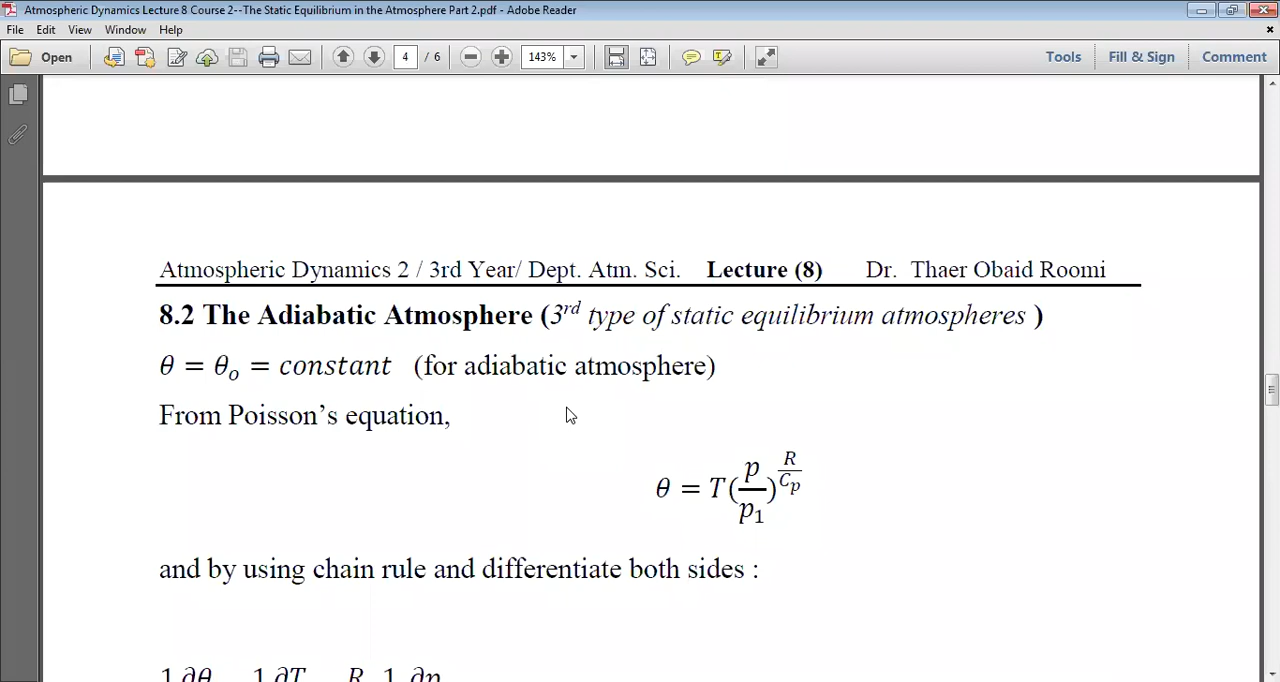 Atmospheric Dynamics Lecture 8 Course 2--The Static Equilibrium in the Atmosphere Part 2.pdf - Adobe Reader
File Edit View Window Help
Open 4 / 6 143% Tools Fill & Sign Comment
Atmospheric Dynamics 2 / 3rd Year/ Dept. Atm. Sci. Lecture (8) Dr. Thaer Obaid Roomi
8.2 The Adiabatic Atmosphere (3rd type of static equilibrium atmospheres )
θ = θo = constant (for adiabatic atmosphere)
From Poisson’s equation,
θ = T(p/p1)^(R/Cp)
and by using chain rule and differentiate both sides :
1 ∂θ 1 ∂T R 1 ∂p